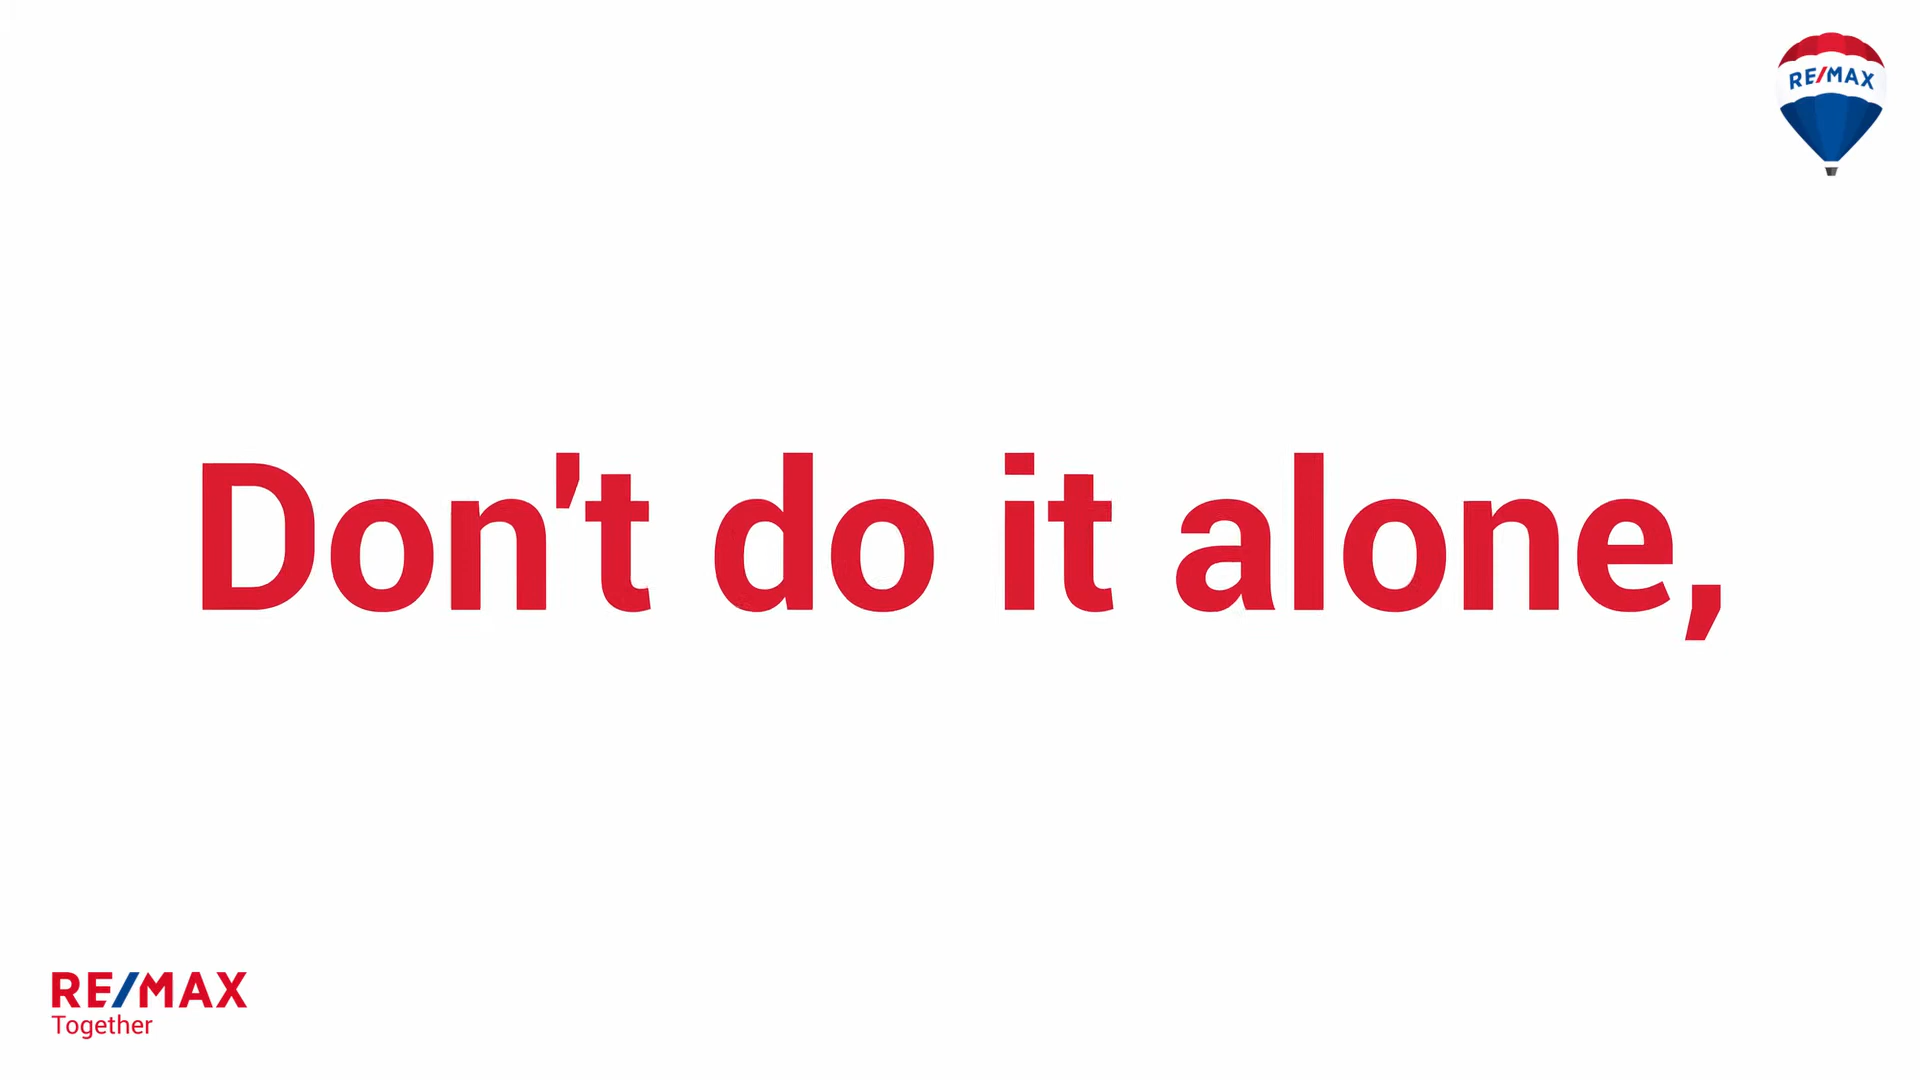 RE/MAX
Don't do it alone,
RE/MAX
Together